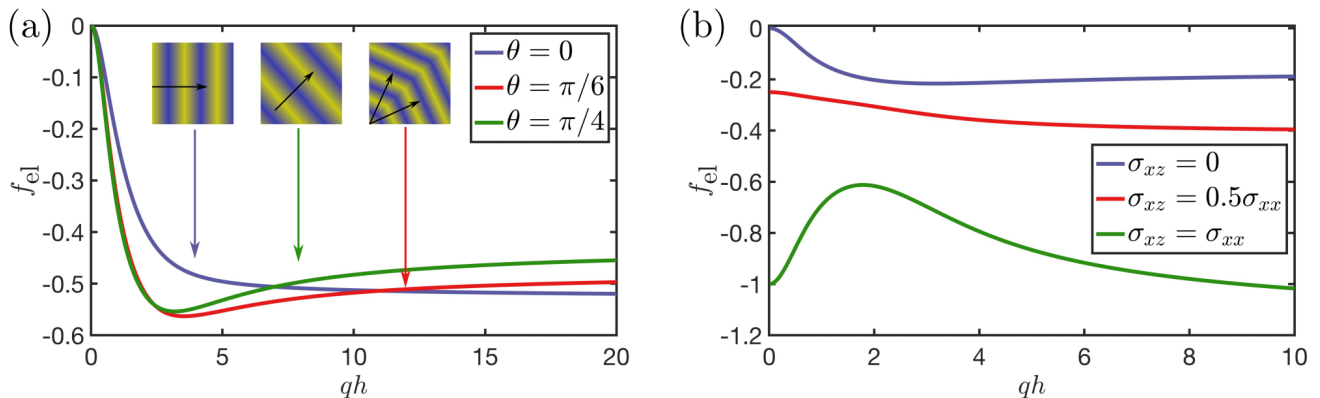 (a)
0
-0.1
-0.2
-0.3
-0.4
-0.5
-0.6
f_el
θ = 0
θ = π/6
θ = π/4
0 5 10 15 20
qh
(b)
0
-0.2
-0.4
-0.6
-0.8
-1
-1.2
f_el
σ_xz = 0
σ_xz = 0.5σ_xx
σ_xz = σ_xx
0 2 4 6 8 10
qh